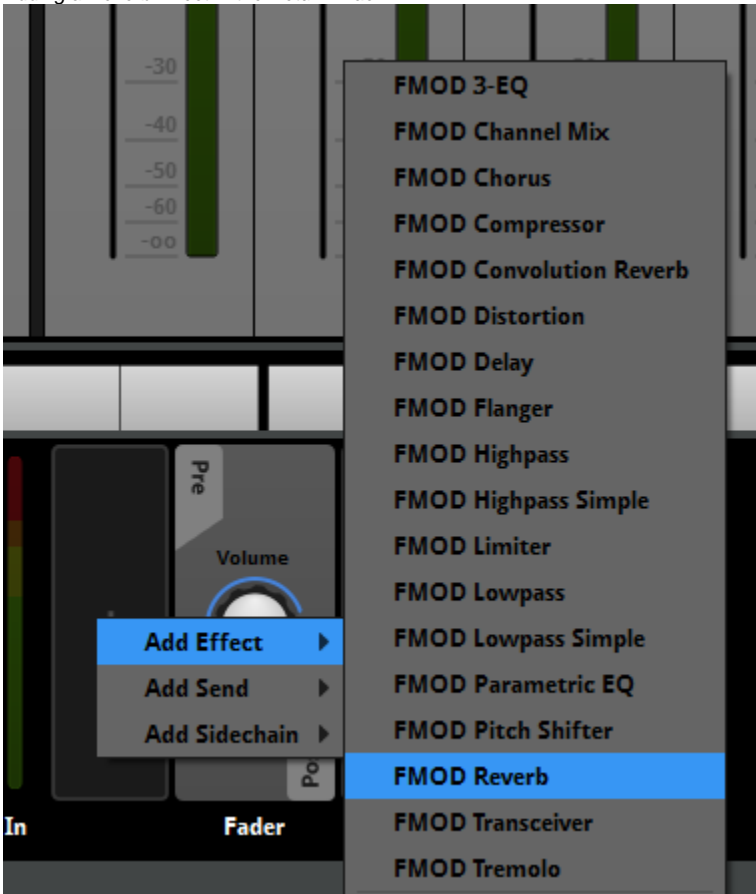 -30
-40
-50
-60
-oo
FMOD 3-EQ
FMOD Channel Mix
FMOD Chorus
FMOD Compressor
FMOD Convolution Reverb
FMOD Distortion
FMOD Delay
FMOD Flanger
FMOD Highpass
FMOD Highpass Simple
FMOD Limiter
FMOD Lowpass
FMOD Lowpass Simple
FMOD Parametric EQ
FMOD Pitch Shifter
FMOD Reverb
FMOD Transceiver
FMOD Tremolo
Pre
Volume
Add Effect
Add Send
Add Sidechain
In
Fader